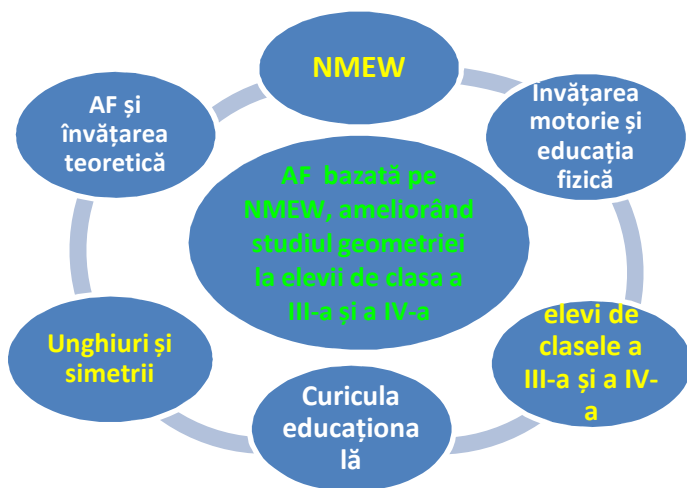 NMEW
Învățarea
motorie și
educația
fizică
elevi de
clasele a
III-a și a IV-
a
Curicula
educaționa
lă
Unghiuri și
simetrii
AF și
învățarea
teoretică
AF bazată pe
NMEW, ameliorând
studiul geometriei
la elevii de clasa a
III-a și a IV-a